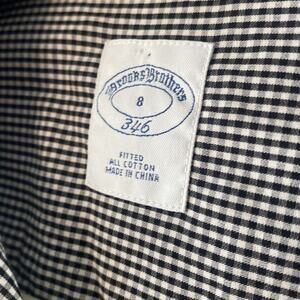 Brooks Brothers
8
346
FITTED
ALL COTTON
MADE IN CHINA